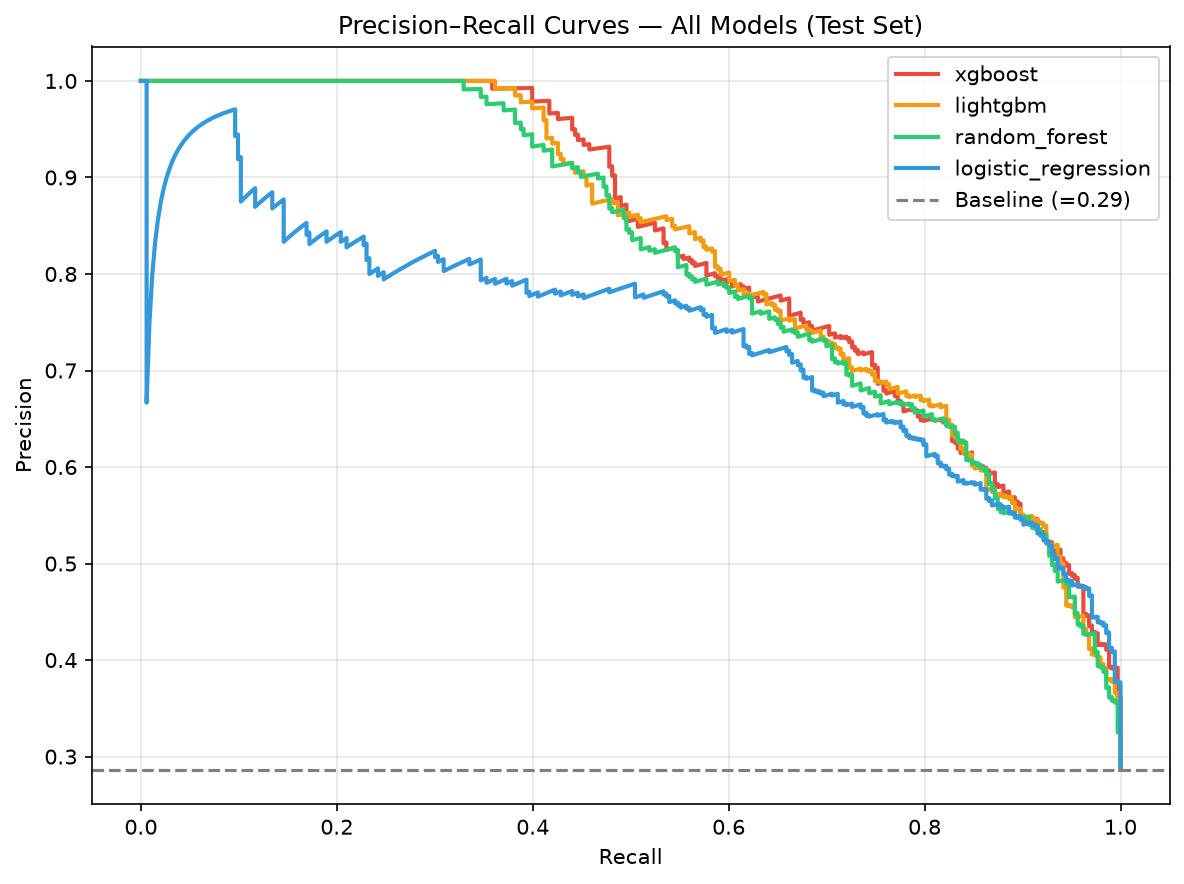 Precision–Recall Curves — All Models (Test Set)
xgboost
lightgbm
random_forest
logistic_regression
Baseline (=0.29)
Precision
1.0
0.9
0.8
0.7
0.6
0.5
0.4
0.3
0.0 0.2 0.4 0.6 0.8 1.0
Recall